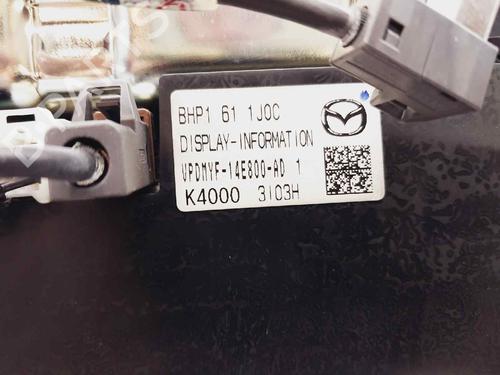 BHP1 61 1J0C
DISPLAY-INFORMATION
VPDMYF-14E800-AD 1
K4000 3I03H